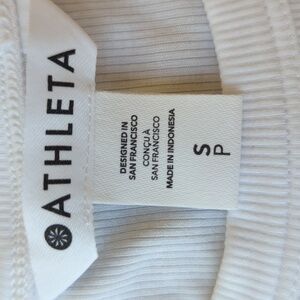 ATHLETA
DESIGNED IN
SAN FRANCISCO
CONÇU À
SAN FRANCISCO
MADE IN INDONESIA
S
P